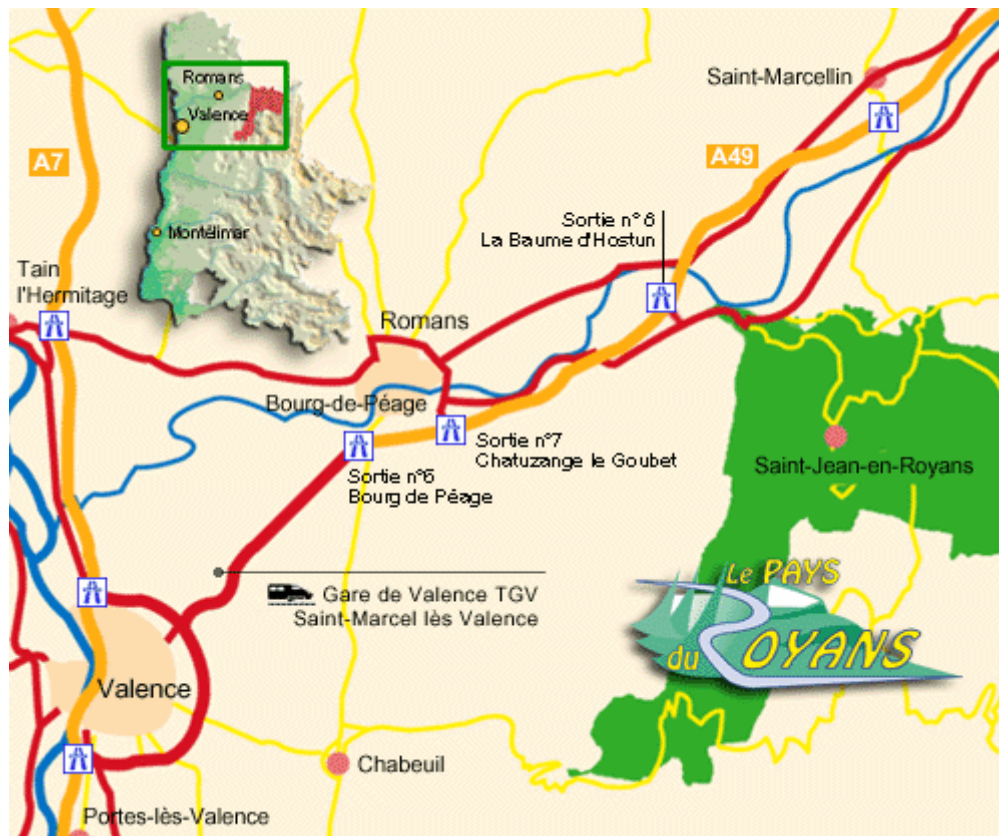 Romans
Valence
Montélimar
A7
Saint-Marcellin
A49
Sortie n°6
La Baume d'Hostun
Tain
l'Hermitage
Romans
Bourg-de-Péage
Sortie n°7
Chatuzange le Goubet
Sortie n°6
Bourg de Péage
Saint-Jean-en-Royans
Gare de Valence TGV
Saint-Marcel lès Valence
Le PAYS
du ROYANS
Valence
Chabeuil
Portes-lès-Valence